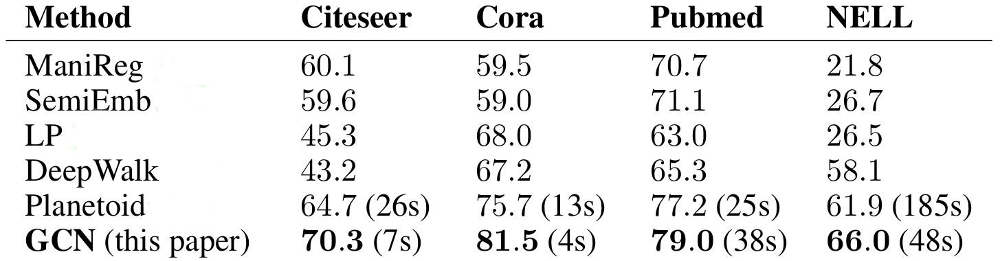 Method Citeseer Cora Pubmed NELL
ManiReg 60.1 59.5 70.7 21.8
SemiEmb 59.6 59.0 71.1 26.7
LP 45.3 68.0 63.0 26.5
DeepWalk 43.2 67.2 65.3 58.1
Planetoid 64.7 (26s) 75.7 (13s) 77.2 (25s) 61.9 (185s)
GCN (this paper) 70.3 (7s) 81.5 (4s) 79.0 (38s) 66.0 (48s)